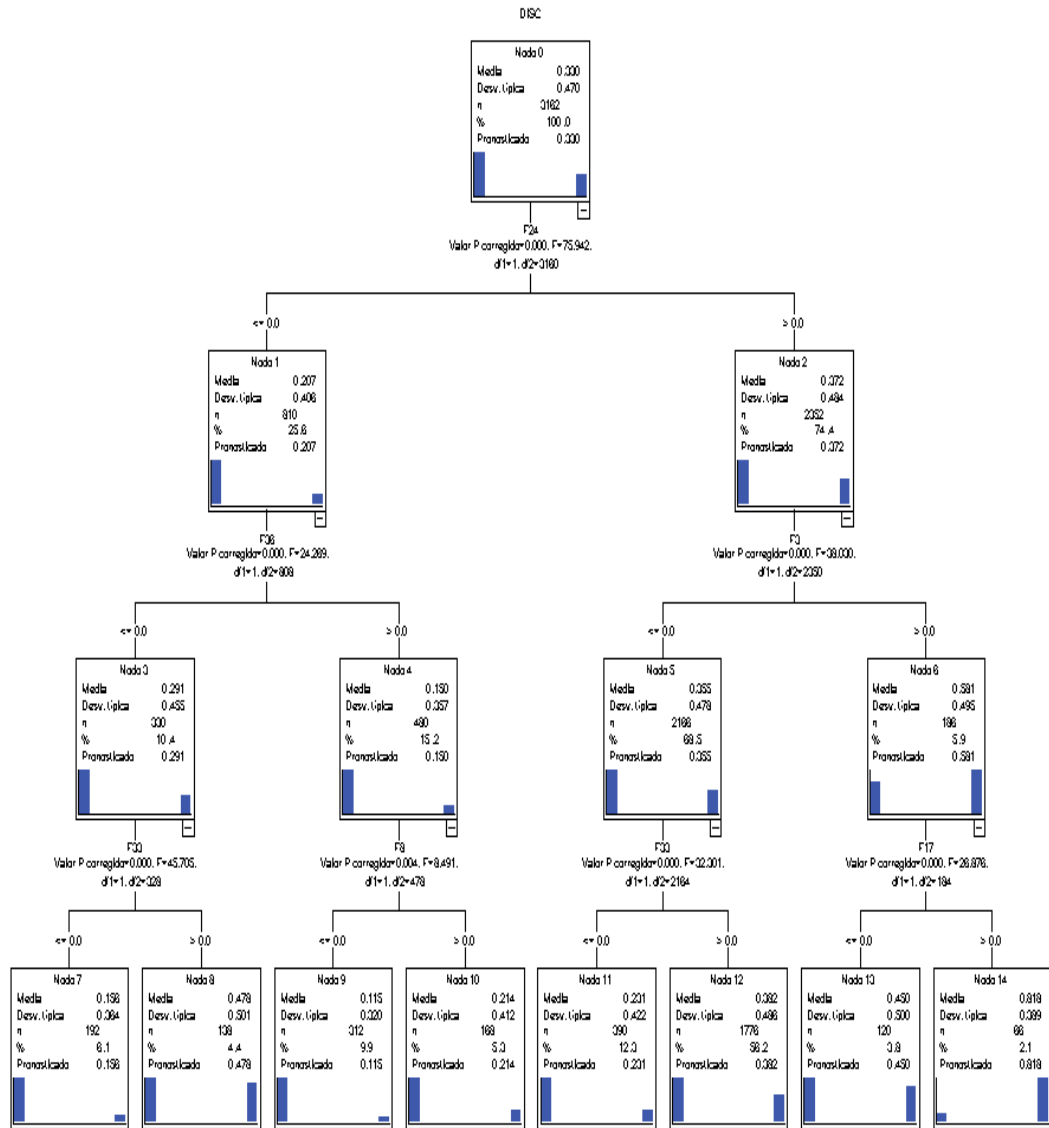 DISC
Nodo 0
Media 0.330
Desv. típica 0.470
n 3162
% 100.0
Pronosticado 0.330
F24
Valor P corregido=0.000. F=75.942.
df1=1. df2=3160
<= 0.0
> 0.0
Nodo 1
Media 0.207
Desv. típica 0.406
n 810
% 25.6
Pronosticado 0.207
Nodo 2
Media 0.372
Desv. típica 0.484
n 2352
% 74.4
Pronosticado 0.372
F36
Valor P corregido=0.000. F=24.269.
df1=1. df2=808
F3
Valor P corregido=0.000. F=38.030.
df1=1. df2=2350
<= 0.0
> 0.0
<= 0.0
> 0.0
Nodo 3
Media 0.291
Desv. típica 0.455
n 330
% 10.4
Pronosticado 0.291
Nodo 4
Media 0.150
Desv. típica 0.357
n 480
% 15.2
Pronosticado 0.150
Nodo 5
Media 0.355
Desv. típica 0.478
n 2166
% 68.5
Pronosticado 0.355
Nodo 6
Media 0.581
Desv. típica 0.495
n 186
% 5.9
Pronosticado 0.581
F33
Valor P corregido=0.000. F=45.705.
df1=1. df2=328
Valor P corregido=0.004. F=8.491.
df1=1. df2=478
F33
Valor P corregido=0.000. F=32.301.
df1=1. df2=2164
F17
Valor P corregido=0.000. F=26.876.
df1=1. df2=184
<= 0.0
> 0.0
<= 0.0
> 0.0
<= 0.0
> 0.0
<= 0.0
> 0.0
Nodo 7
Media 0.156
Desv. típica 0.364
n 192
% 6.1
Pronosticado 0.156
Nodo 8
Media 0.478
Desv. típica 0.501
n 138
% 4.4
Pronosticado 0.478
Nodo 9
Media 0.115
Desv. típica 0.320
n 312
% 9.9
Pronosticado 0.115
Nodo 10
Media 0.214
Desv. típica 0.412
n 168
% 5.3
Pronosticado 0.214
Nodo 11
Media 0.231
Desv. típica 0.422
n 390
% 12.3
Pronosticado 0.231
Nodo 12
Media 0.382
Desv. típica 0.486
n 1776
% 56.2
Pronosticado 0.382
Nodo 13
Media 0.450
Desv. típica 0.500
n 120
% 3.8
Pronosticado 0.450
Nodo 14
Media 0.818
Desv. típica 0.389
n 66
% 2.1
Pronosticado 0.818